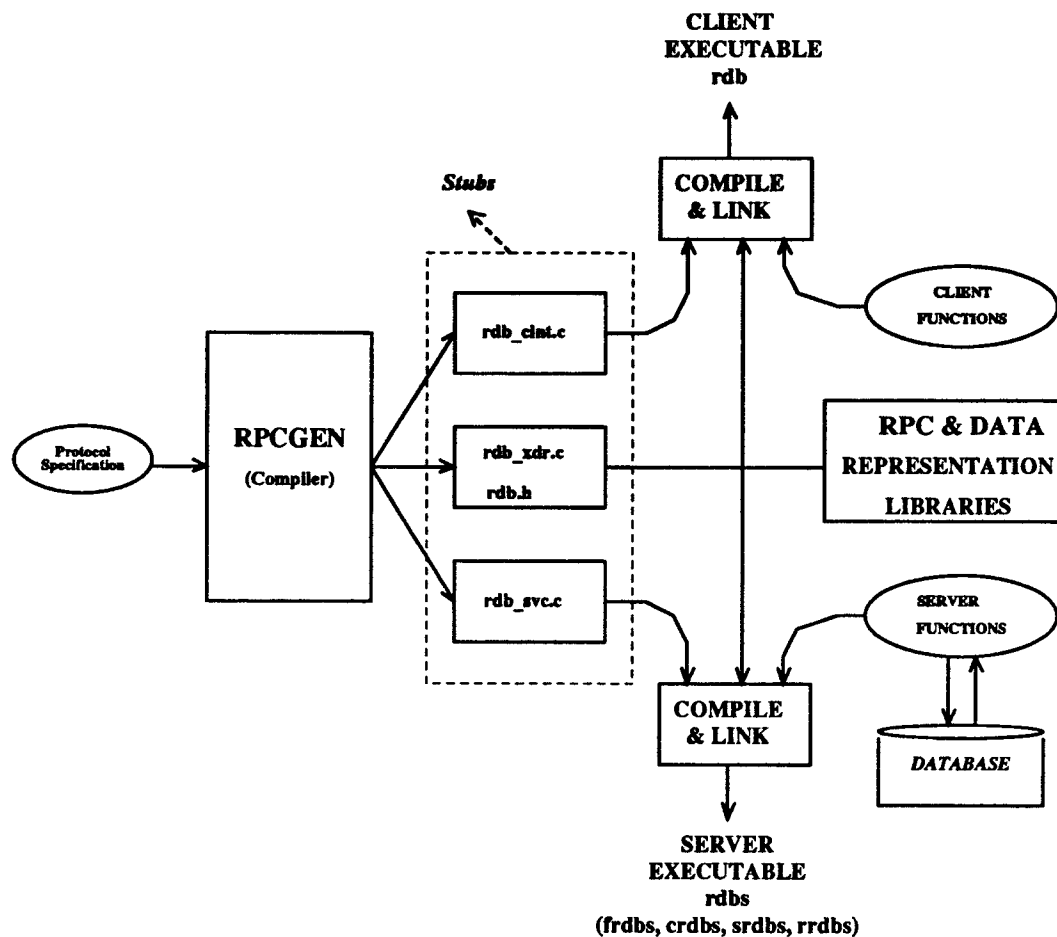 CLIENT
EXECUTABLE
rdb
COMPILE
& LINK
Stubs
CLIENT
FUNCTIONS
rdb_clnt.c
RPCGEN
(Compiler)
Protocol
Specification
rdb_xdr.c
rdb.h
RPC & DATA
REPRESENTATION
LIBRARIES
rdb_svc.c
SERVER
FUNCTIONS
COMPILE
& LINK
DATABASE
SERVER
EXECUTABLE
rdbs
(frdbs, crdbs, srdbs, rrdbs)